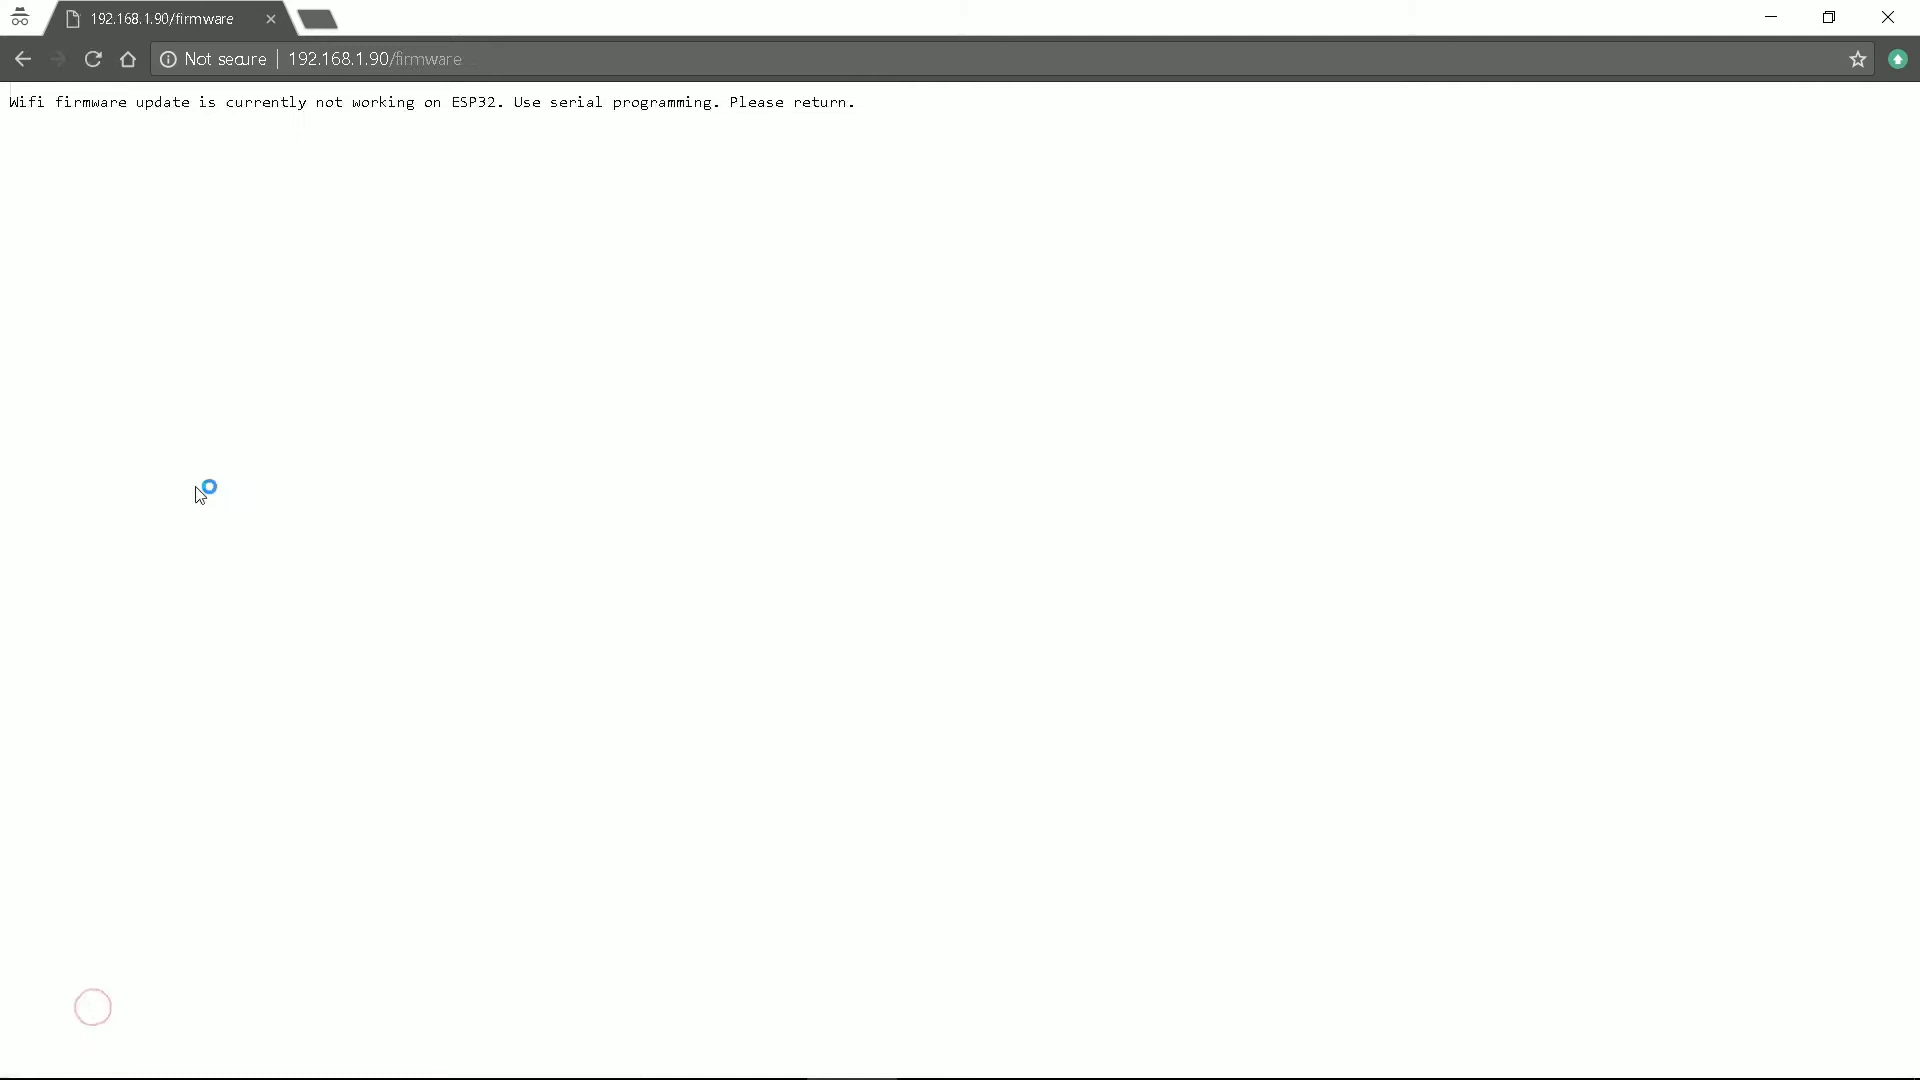 192.168.1.90/firmware
Not secure
192.168.1.90/firmware
Wifi firmware update is currently not working on ESP32. Use serial programming. Please return.